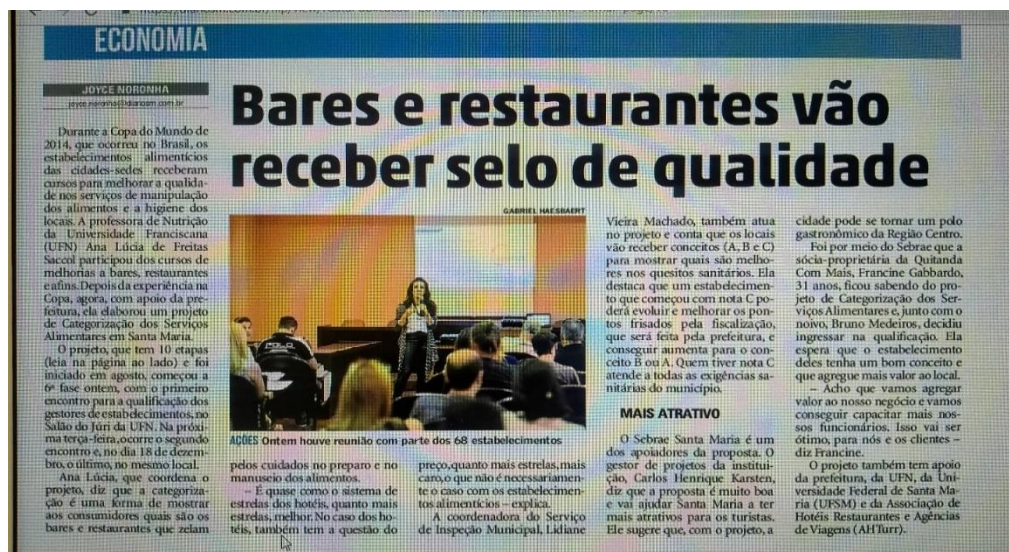 ECONOMIA
JOYCE NORONHA
joyce.noronha@diariosm.com.br
Bares e restaurantes vão
receber selo de qualidade
Durante a Copa do Mundo de
2014, que ocorreu no Brasil, os
estabelecimentos alimentícios
das cidades-sedes receberam
cursos para melhorar a qualida-
de nos serviços de manipulação
dos alimentos e a higiene dos
locais. A professora de Nutrição
da Universidade Franciscana
(UFN) Ana Lúcia de Freitas
Saccol participou dos cursos de
melhorias a bares, restaurantes
e afins. Depois da experiência na
Copa, agora, com apoio da pre-
feitura, ela elaborou um projeto
de Categorização dos Serviços
Alimentares em Santa Maria.
O projeto, que tem 10 etapas
(leia na página ao lado) e foi
iniciado em agosto, começou a
6ª fase ontem, com o primeiro
encontro para a qualificação dos
gestores de estabelecimentos, no
Salão do Júri da UFN. Na próxi-
ma terça-feira, ocorre o segundo
encontro e, no dia 18 de dezem-
bro, o último, no mesmo local.
Ana Lúcia, que coordena o
projeto, diz que a categoriza-
ção é uma forma de mostrar
aos consumidores quais são os
bares e restaurantes que zelam
GABRIEL HAESBAERT
AÇÕES Ontem houve reunião com parte dos 68 estabelecimentos
pelos cuidados no preparo e no
manuseio dos alimentos.
– É quase como o sistema de
estrelas dos hotéis, quanto mais
estrelas, melhor. No caso dos ho-
téis, também tem a questão do
preço, quanto mais estrelas, mais
caro, o que não é necessariamen-
te o caso com os estabelecimen-
tos alimentícios – explica.
A coordenadora do Serviço
de Inspeção Municipal, Lidiane
Vieira Machado, também atua
no projeto e conta que os locais
vão receber conceitos (A, B e C)
para mostrar quais são melho-
res nos quesitos sanitários. Ela
destaca que um estabelecimen-
to que começou com nota C po-
derá evoluir e melhorar os pon-
tos frisados pela fiscalização,
que será feita pela prefeitura, e
conseguir aumenta para o con-
ceito B ou A. Quem tiver nota C
atende a todas as exigências sa-
nitárias do município.
MAIS ATRATIVO
O Sebrae Santa Maria é um
dos apoiadores da proposta. O
gestor de projetos da institui-
ção, Carlos Henrique Karsten,
diz que a proposta é muito boa
e vai ajudar Santa Maria a ter
mais atrativos para os turistas.
Ele sugere que, com o projeto, a
cidade pode se tornar um polo
gastronômico da Região Centro.
Foi por meio do Sebrae que a
sócia-proprietária da Quitanda
Com Mais, Francine Gabbardo,
31 anos, ficou sabendo do pro-
jeto de Categorização dos Ser-
viços Alimentares e, junto com o
noivo, Bruno Medeiros, decidiu
ingressar na qualificação. Ela
espera que o estabelecimento
deles tenha um bom conceito e
que agregue mais valor ao local.
– Acho que vamos agregar
valor ao nosso negócio e vamos
conseguir capacitar mais nos-
sos funcionários. Isso vai ser
ótimo, para nós e os clientes –
diz Francine.
O projeto também tem apoio
da prefeitura, da UFN, da Uni-
versidade Federal de Santa Ma-
ria (UFSM) e da Associação de
Hotéis Restaurantes e Agências
de Viagens (AHTurr).